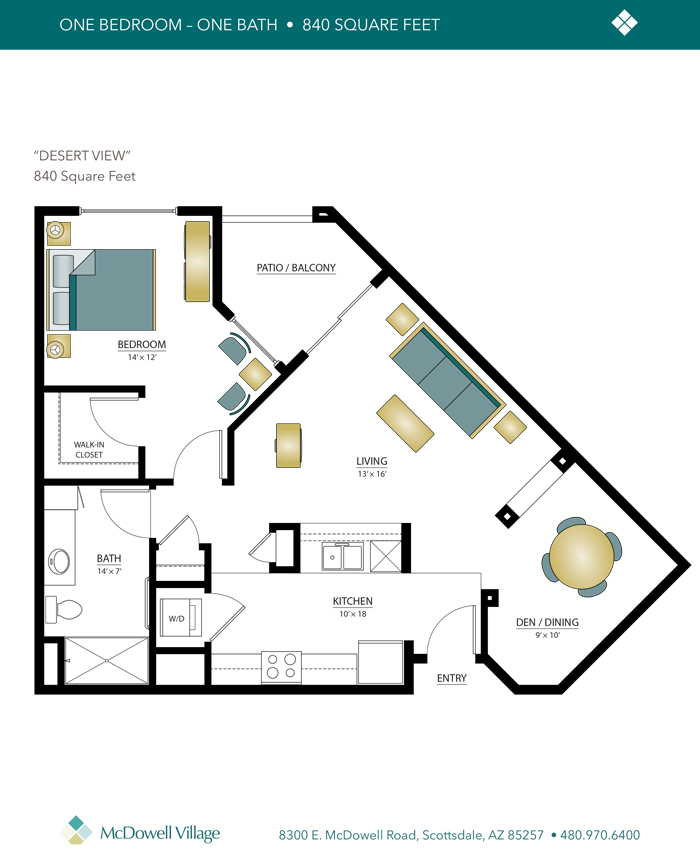 ONE BEDROOM – ONE BATH • 840 SQUARE FEET
“DESERT VIEW”
840 Square Feet
PATIO / BALCONY
BEDROOM
14' × 12'
WALK-IN
CLOSET
LIVING
13' × 16'
BATH
14' × 7'
KITCHEN
10' × 18
W/D
DEN / DINING
9' × 10'
ENTRY
McDowell Village
8300 E. McDowell Road, Scottsdale, AZ 85257 • 480.970.6400